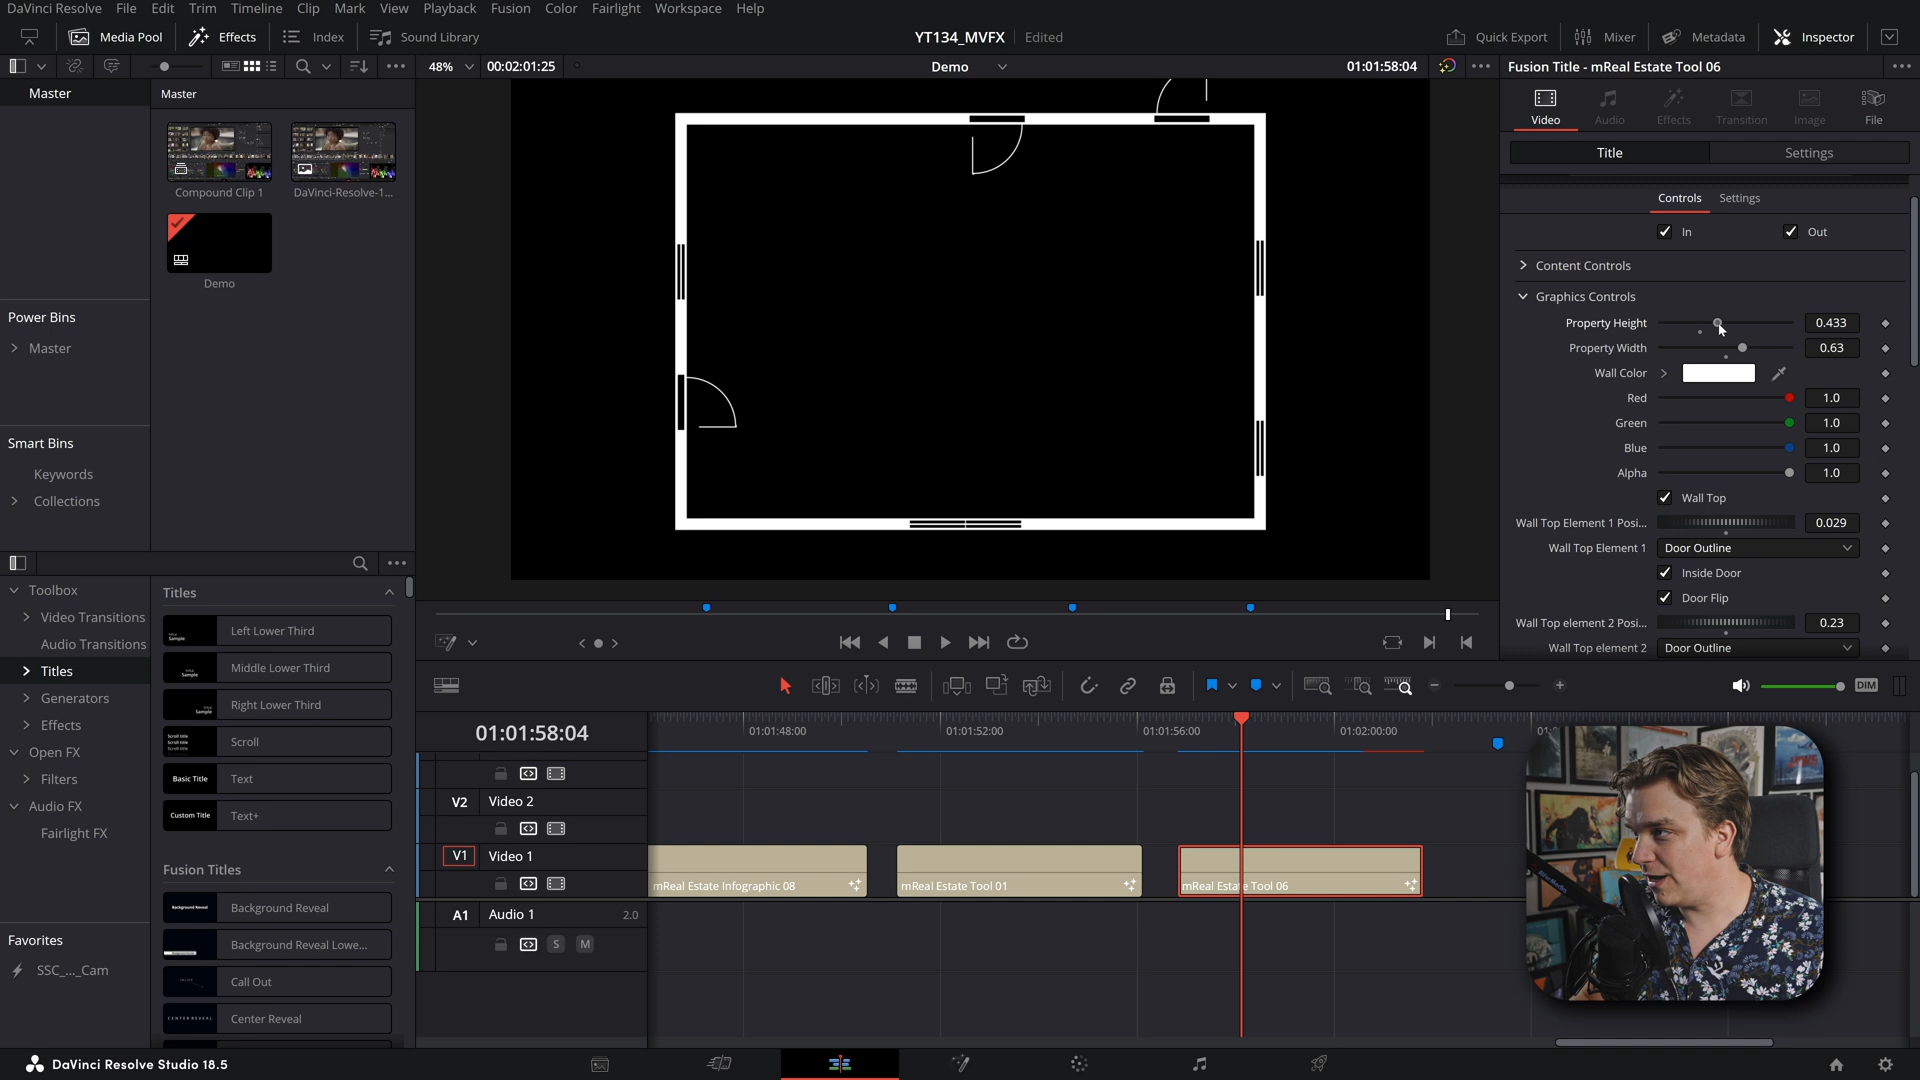 DaVinci Resolve File Edit Trim Timeline Clip Mark View Playback Fusion Color Fairlight Workspace Help
Media Pool Effects Index Sound Library YT134_MVFX Edited Quick Export Mixer Metadata Inspector
48% 00:02:01:25 Demo 01:01:58:04 Fusion Title - mReal Estate Tool 06
Master Master
Video Audio Effects Transition Image File
Title Settings
Controls Settings
Compound Clip 1 DaVinci-Resolve-1...
In Out
Content Controls
Demo
Graphics Controls
Power Bins
Master
Property Height 0.433
Property Width 0.63
Wall Color
Red 1.0
Green 1.0
Blue 1.0
Alpha 1.0
Smart Bins
Keywords
Collections
Wall Top
Wall Top Element 1 Posi... 0.029
Wall Top Element 1 Door Outline
Inside Door
Door Flip
Wall Top element 2 Posi... 0.23
Wall Top element 2 Door Outline
Toolbox
Video Transitions
Audio Transitions
Titles
Generators
Effects
Open FX
Filters
Audio FX
Fairlight FX
Titles
Left Lower Third
Middle Lower Third
Right Lower Third
Scroll
Basic Title Text
Custom Title Text+
Fusion Titles
Background Reveal Background Reveal
Background Reveal Lowe...
Call Out
CENTER REVEAL Center Reveal
Favorites
SSC_..._Cam
DIM
01:01:58:04 01:01:48:00 01:01:52:00 01:01:56:00 01:02:00:00
V2 Video 2
V1 Video 1
mReal Estate Infographic 08 mReal Estate Tool 01 mReal Estate Tool 06
A1 Audio 1 2.0
S M
DaVinci Resolve Studio 18.5